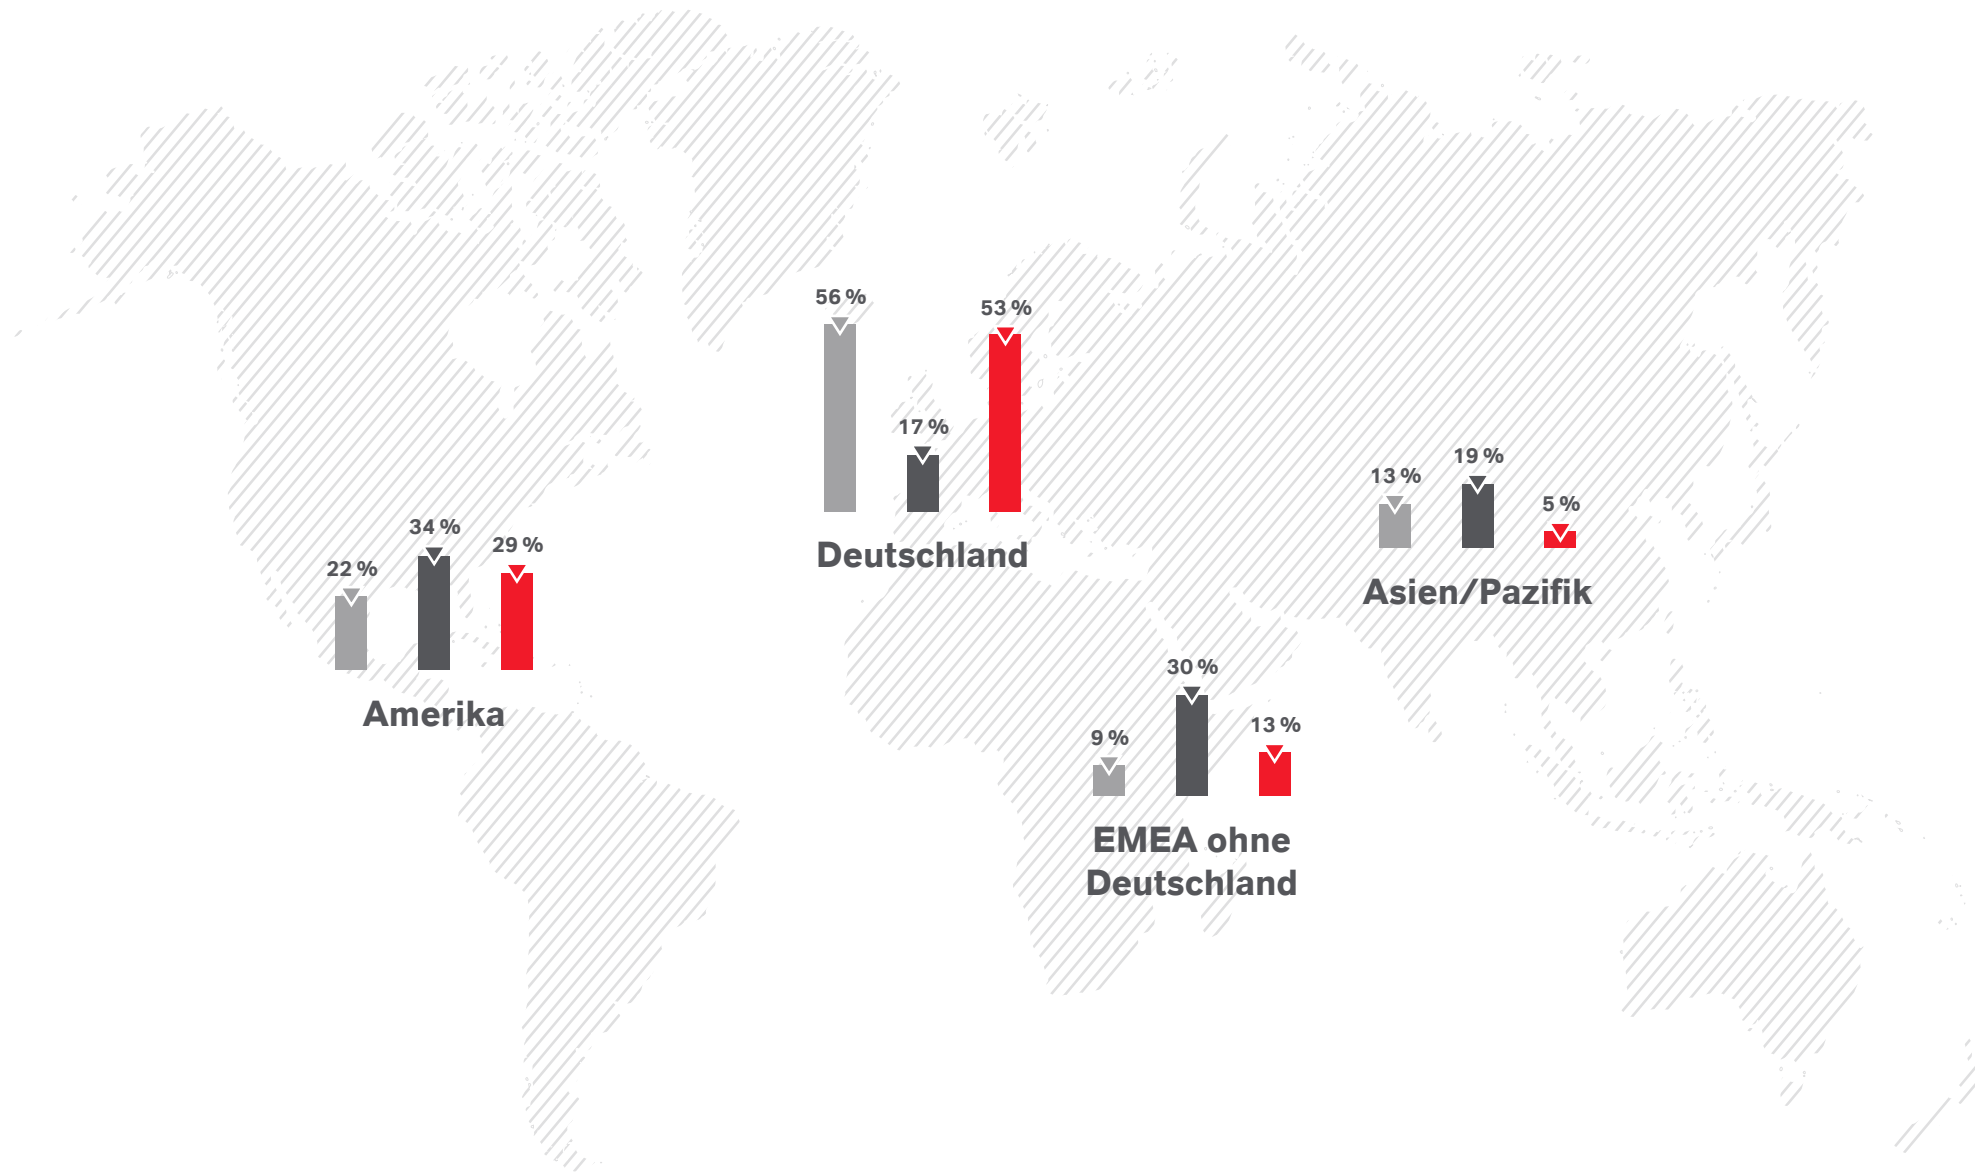 56 %
17 %
53 %
Deutschland
22 %
34 %
29 %
Amerika
13 %
19 %
5 %
Asien/Pazifik
9 %
30 %
13 %
EMEA ohne
Deutschland